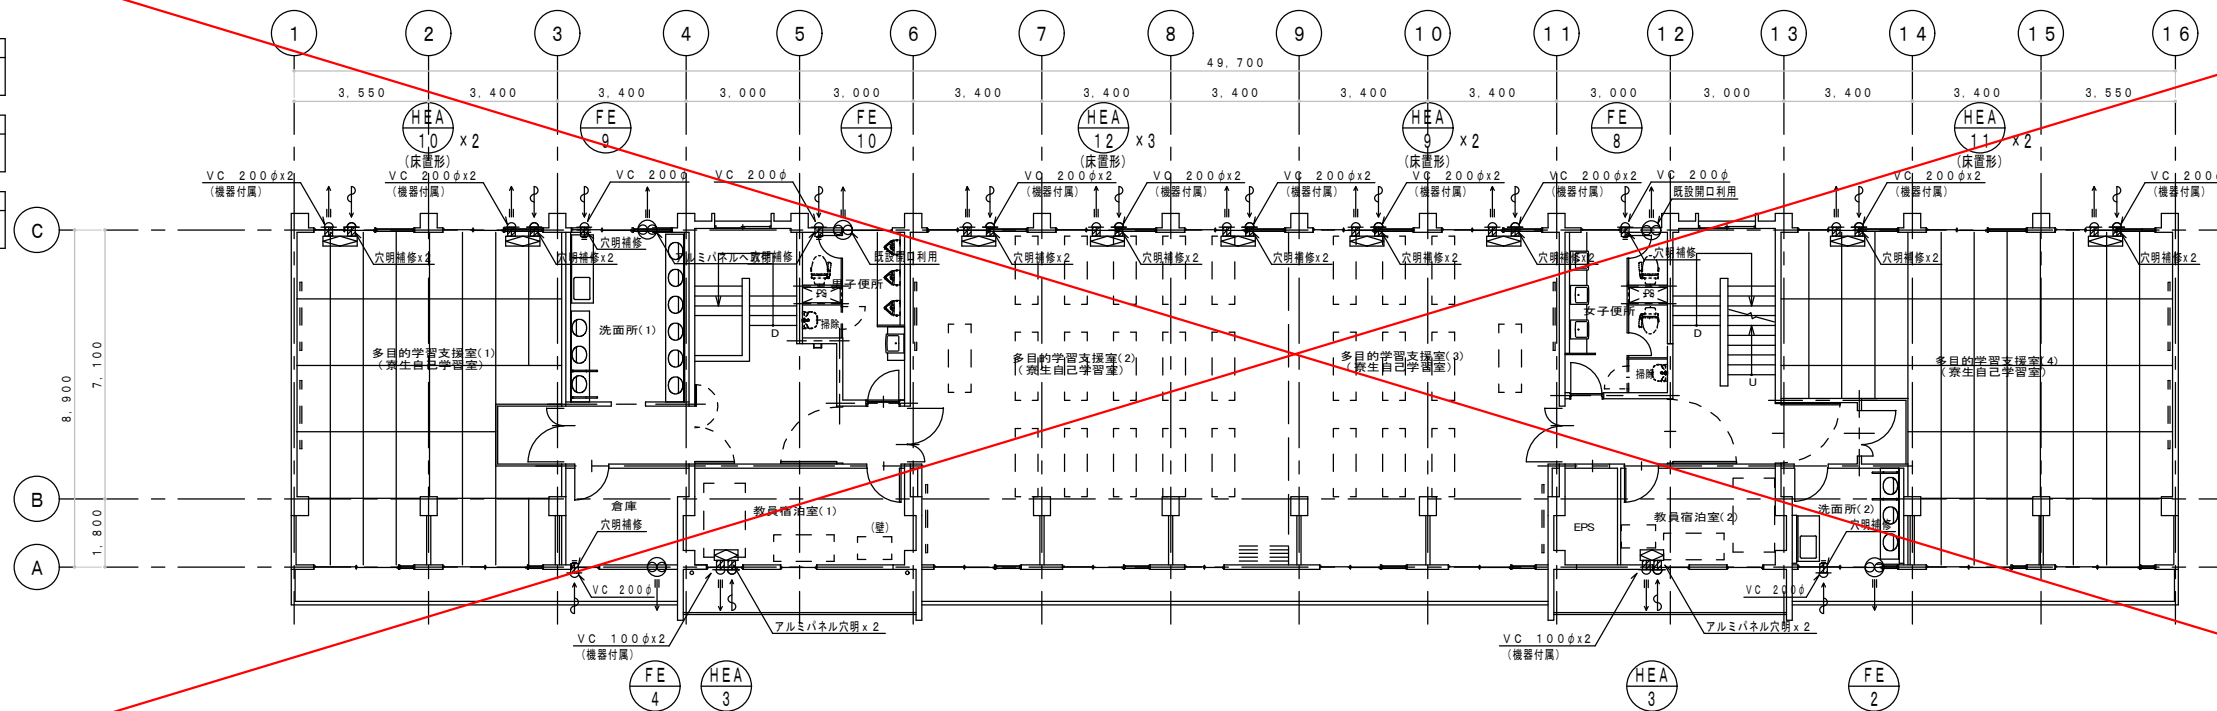 1 2 3 4 5 6 7 8 9 10 11 12 13 14 15 16
49,700
3,550 3,400 3,400 3,000 3,000 3,400 3,400 3,400 3,400 3,400 3,000 3,000 3,400 3,400 3,550
HEA 10 ×2 (床置形)
FE 9
FE 10
HEA 12 ×3 (床置形)
HEA 9 ×2 (床置形)
FE 8
HEA 11 ×2 (床置形)
VC 200φx2 (機器付属)
VC 200φx2 (機器付属)
VC 200φ
VC 200φ
VC 200φx2 (機器付属)
VC 200φx2 (機器付属)
VC 200φx2 (機器付属)
VC 200φx2 (機器付属)
VC 200φx2 (機器付属)
VC 200φ
既設開口利用
VC 200φx2 (機器付属)
VC 200φ
(機器付属)
C
穴明補修x2
穴明補修x2
穴明補修
既設開口利用
穴明補修x2
穴明補修x2
穴明補修x2
穴明補修x2
穴明補修x2
穴明補修
穴明補修x2
穴明補修x2
男子便所
PS
掃除
洗面所(1)
D
多目的学習支援室(1)
(寮生自己学習室)
多目的学習支援室(2)
(寮生自己学習室)
多目的学習支援室(3)
(寮生自己学習室)
女子便所
PS
掃除
D
U
多目的学習支援室(4)
(寮生自己学習室)
8,900
7,100
1,800
B
倉庫
穴明補修
教員宿泊室(1)
(壁)
EPS
教員宿泊室(2)
洗面所(2)
穴明補修
A
VC 200φ
VC 200φ
VC 100φx2
(機器付属)
アルミパネル穴明x2
VC 100φx2
(機器付属)
アルミパネル穴明x2
FE 4
HEA 3
HEA 3
FE 2